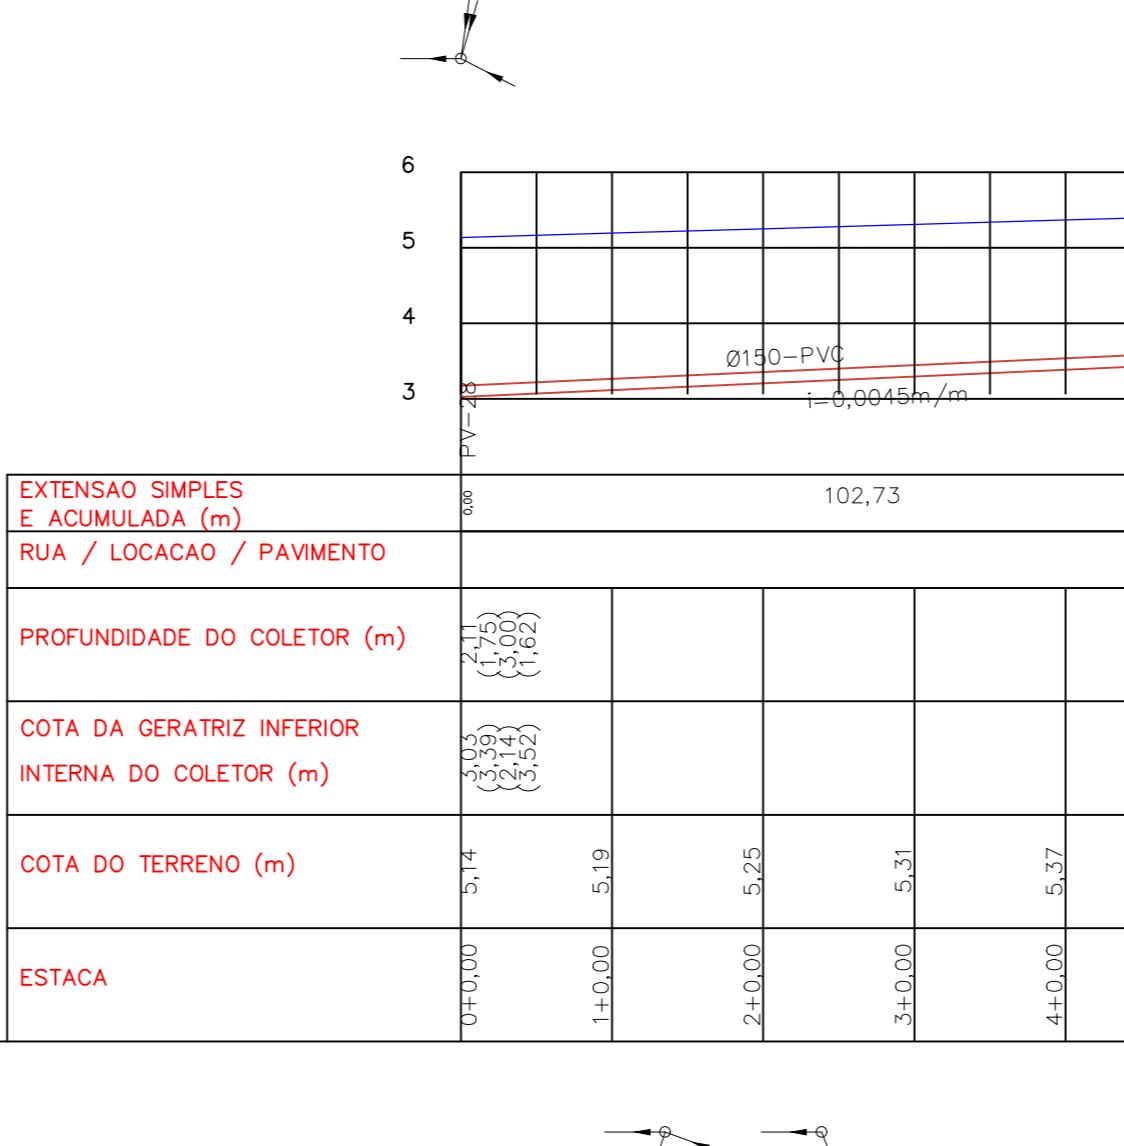 6
5
4
3
Ø150-PVC
i=0,0045m/m
PV-28
EXTENSAO SIMPLES
E ACUMULADA (m)
0,00
102,73
RUA / LOCACAO / PAVIMENTO
PROFUNDIDADE DO COLETOR (m)
2,11
(1,75)
(3,00)
(1,62)
COTA DA GERATRIZ INFERIOR
INTERNA DO COLETOR (m)
3,03
(3,39)
(2,14)
(3,52)
COTA DO TERRENO (m)
5,14
5,19
5,25
5,31
5,37
ESTACA
0+0,00
1+0,00
2+0,00
3+0,00
4+0,00